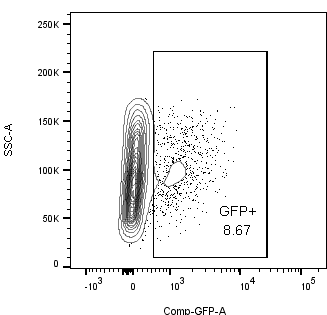 250K
200K
150K
100K
50K
0
SSC-A
GFP+
8.67
-10³ 0 10³ 10⁴ 10⁵
Comp-GFP-A